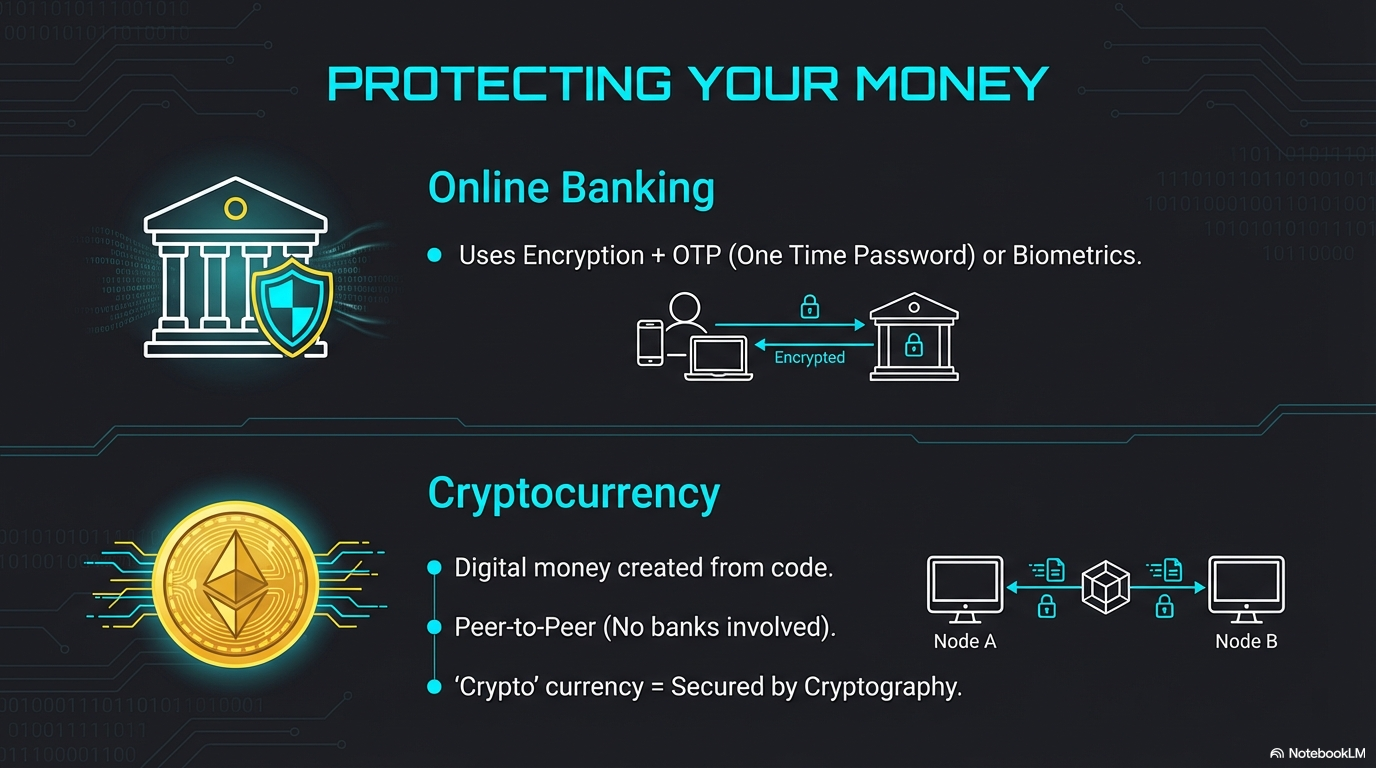 PROTECTING YOUR MONEY
Online Banking
Uses Encryption + OTP (One Time Password) or Biometrics.
Encrypted
Cryptocurrency
Digital money created from code.
Peer-to-Peer (No banks involved).
‘Crypto’ currency = Secured by Cryptography.
Node A
Node B
NotebookLM